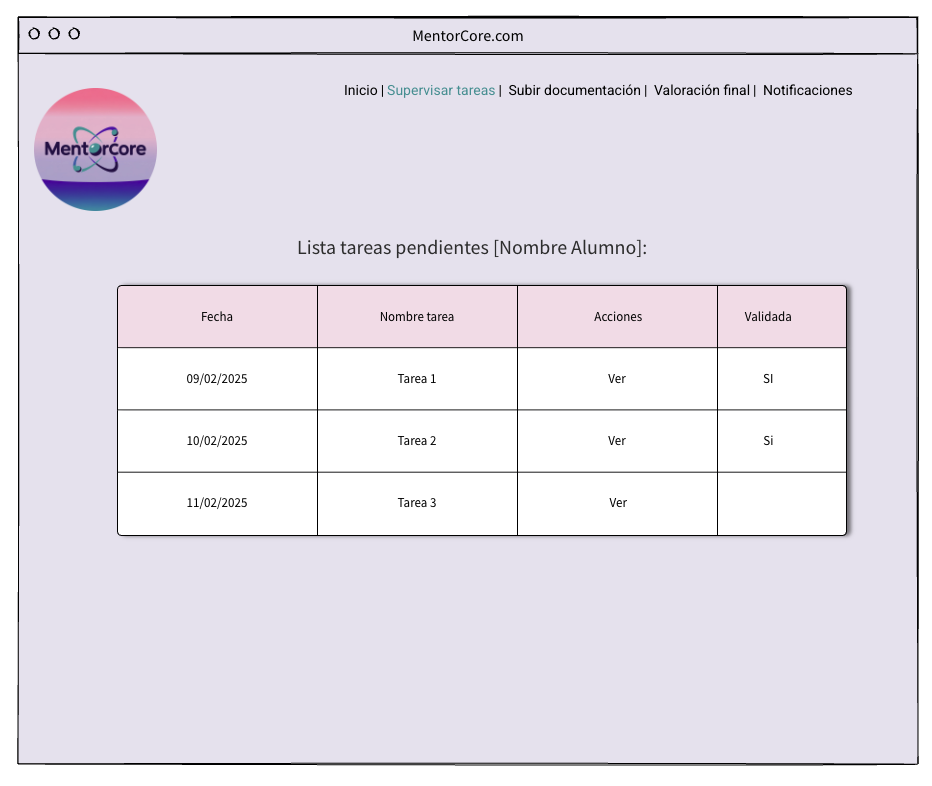 MentorCore.com
Inicio | Supervisar tareas | Subir documentación | Valoración final | Notificaciones
MentorCore
Lista tareas pendientes [Nombre Alumno]:
Fecha Nombre tarea Acciones Validada
09/02/2025 Tarea 1 Ver SI
10/02/2025 Tarea 2 Ver Si
11/02/2025 Tarea 3 Ver